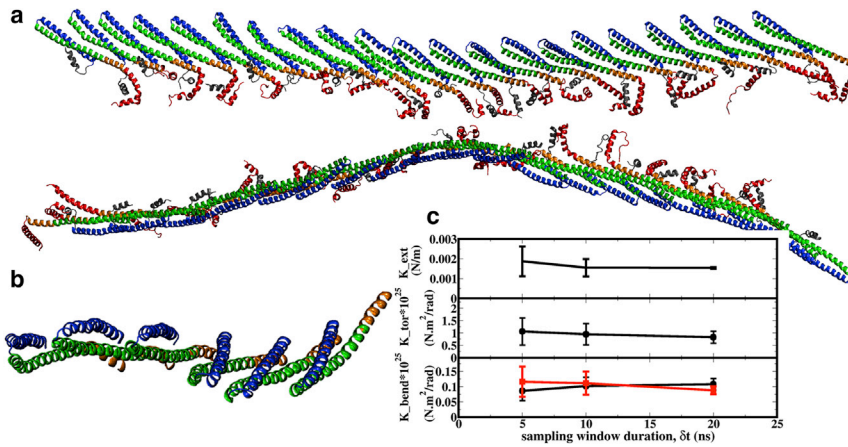 a
b
c
0.003
0.002
0.001
0
K_ext
(N/m)
2
1.5
1
0.5
0
K_tor*10^25
(N.m^2/rad)
0.15
0.1
0.05
0
K_bend*10^25
(N.m^2/rad)
0 5 10 15 20 25
sampling window duration, δt (ns)